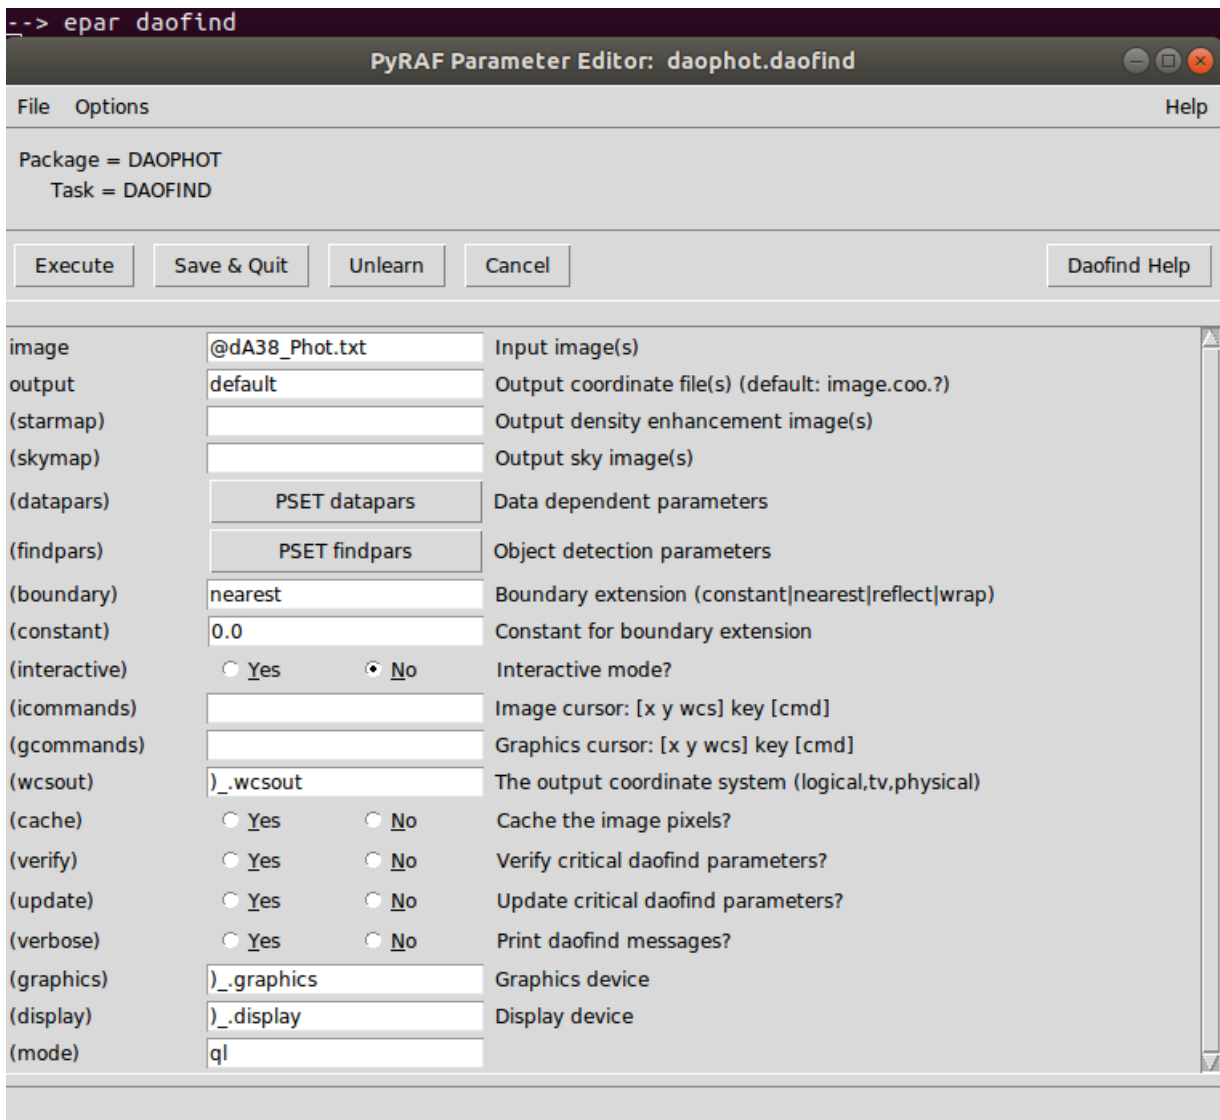 --> epar daofind
PyRAF Parameter Editor: daophot.daofind
File Options Help
Package = DAOPHOT
Task = DAOFIND
Execute Save & Quit Unlearn Cancel Daofind Help
image @dA38_Phot.txt Input image(s)
output default Output coordinate file(s) (default: image.coo.?)
(starmap) Output density enhancement image(s)
(skymap) Output sky image(s)
(datapars) PSET datapars Data dependent parameters
(findpars) PSET findpars Object detection parameters
(boundary) nearest Boundary extension (constant|nearest|reflect|wrap)
(constant) 0.0 Constant for boundary extension
(interactive) Yes No Interactive mode?
(icommands) Image cursor: [x y wcs] key [cmd]
(gcommands) Graphics cursor: [x y wcs] key [cmd]
(wcsout) )_.wcsout The output coordinate system (logical,tv,physical)
(cache) Yes No Cache the image pixels?
(verify) Yes No Verify critical daofind parameters?
(update) Yes No Update critical daofind parameters?
(verbose) Yes No Print daofind messages?
(graphics) )_.graphics Graphics device
(display) )_.display Display device
(mode) ql